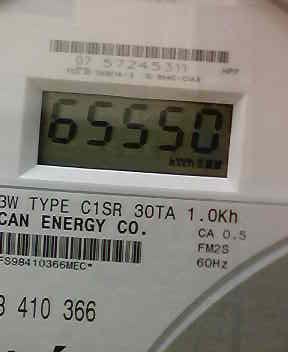 07 57245311
65550
kWh
3W TYPE C1SR 30TA 1.0Kh
CAN ENERGY CO.
CA 0.5
FM2S
60Hz
FS98410366MEC*
8 410 366